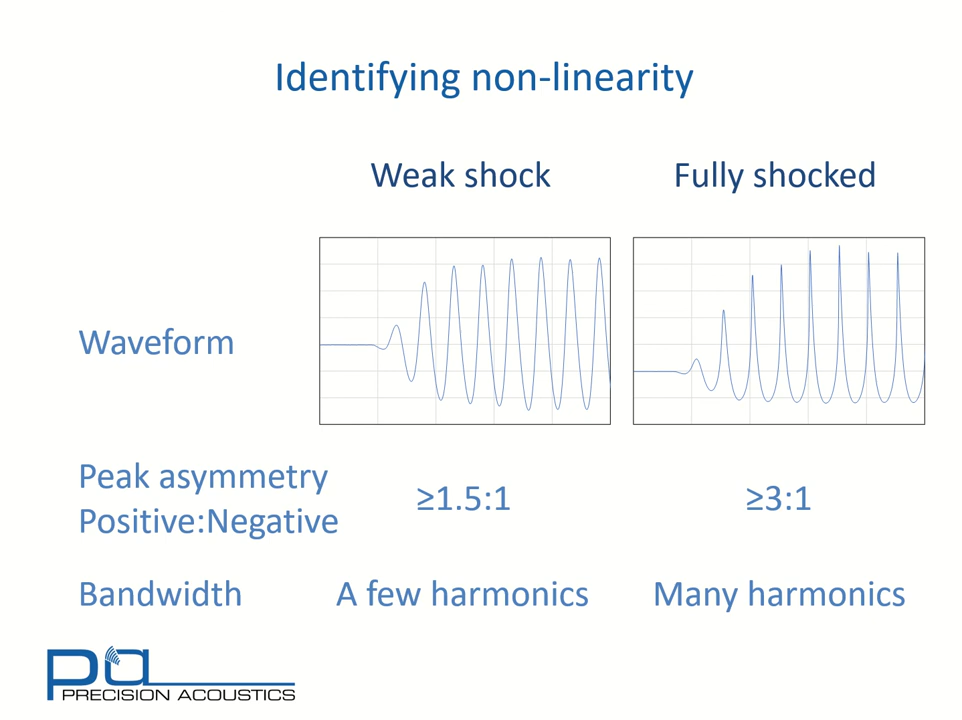 Identifying non-linearity
Weak shock
Fully shocked
Waveform
Peak asymmetry
Positive:Negative
≥1.5:1
≥3:1
Bandwidth
A few harmonics
Many harmonics
pa
PRECISION ACOUSTICS